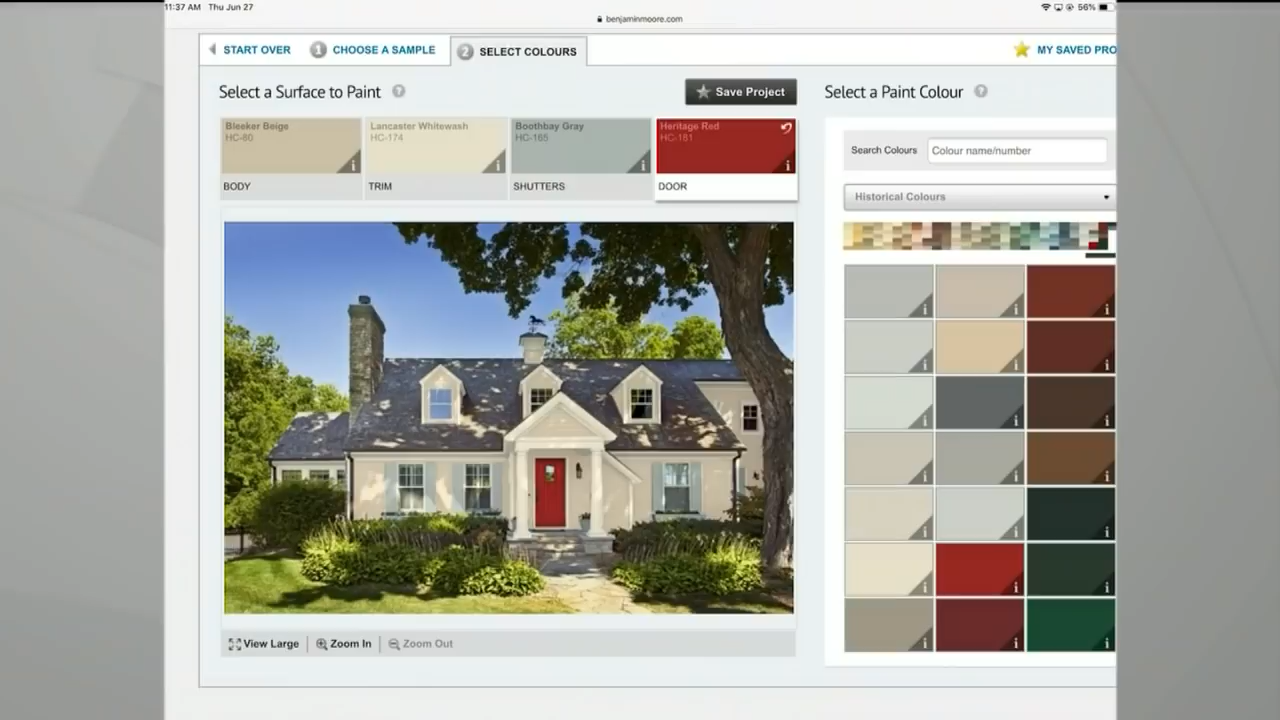 11:37 AM Thu Jun 27
56%
benjaminmoore.com
START OVER
1 CHOOSE A SAMPLE
2 SELECT COLOURS
MY SAVED PRO
Select a Surface to Paint ?
Save Project
Select a Paint Colour ?
Bleeker Beige
HC-80
BODY
Lancaster Whitewash
HC-174
TRIM
Boothbay Gray
HC-165
SHUTTERS
Heritage Red
HC-181
DOOR
Search Colours
Colour name/number
Historical Colours
View Large
Zoom In
Zoom Out